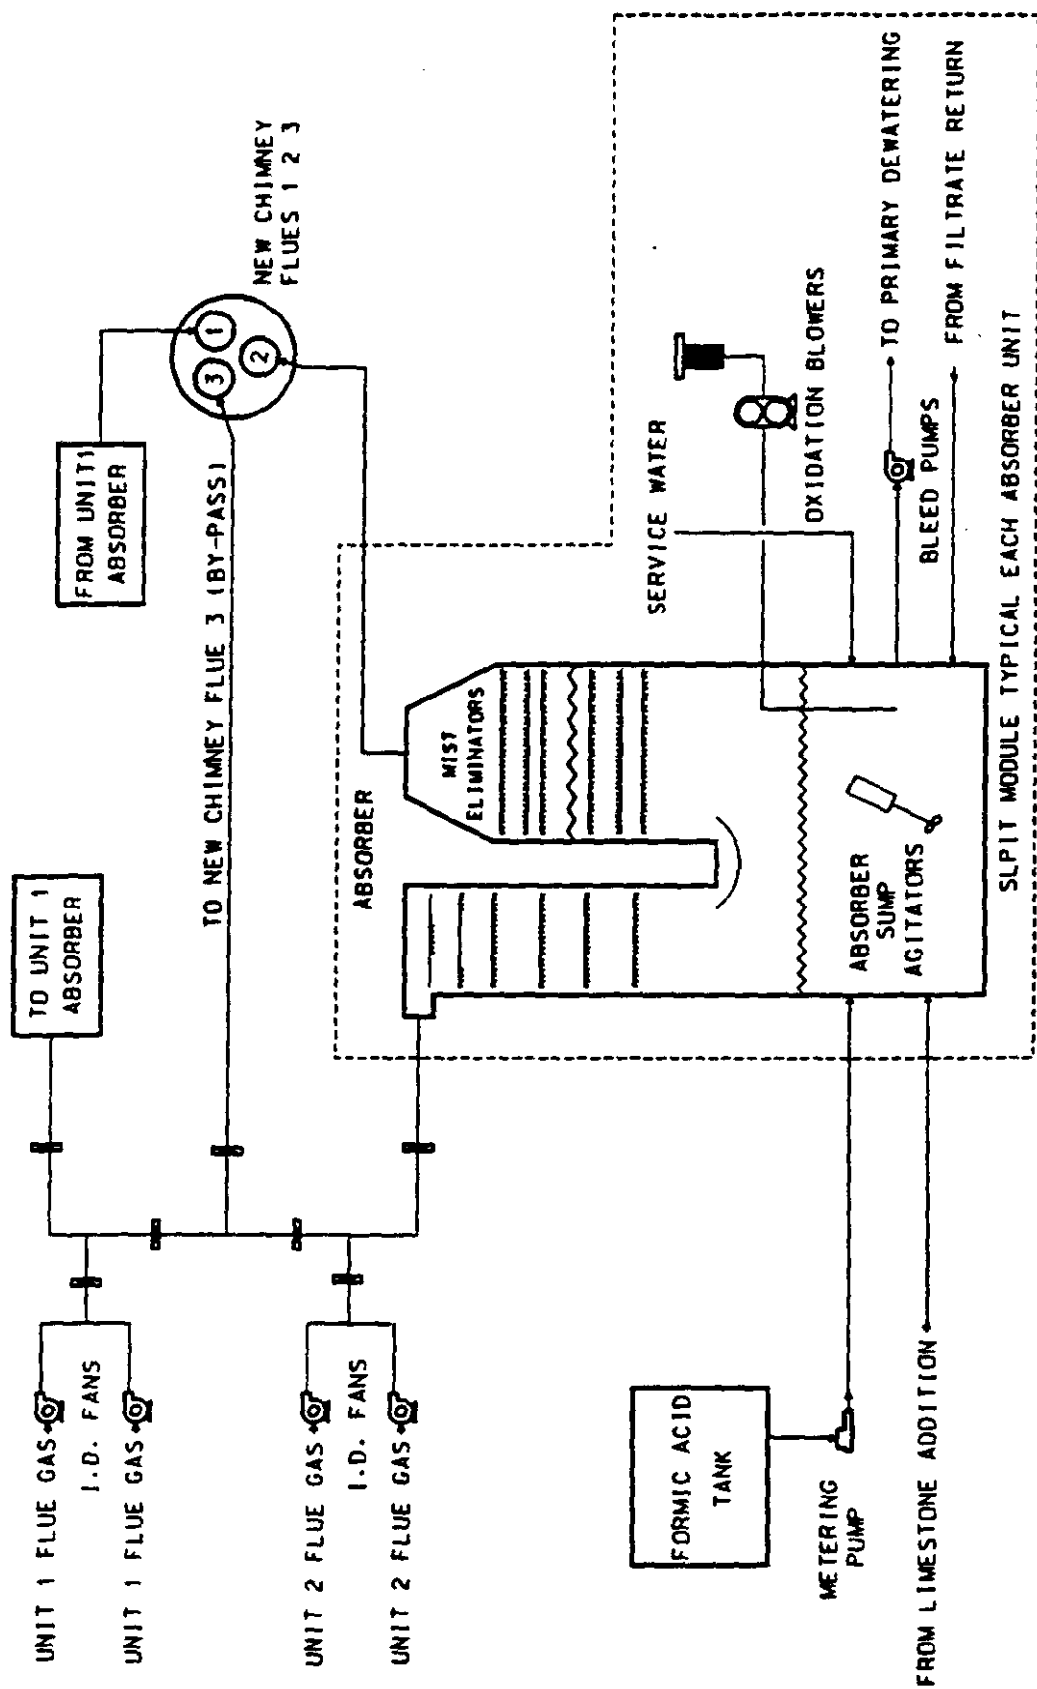 UNIT 1 FLUE GAS
I.D. FANS
UNIT 1 FLUE GAS
UNIT 2 FLUE GAS
I.D. FANS
UNIT 2 FLUE GAS
TO UNIT 1
ABSORBER
FROM UNIT1
ABSORBER
TO NEW CHIMNEY FLUE 3 (BY-PASS)
1
2
3
NEW CHIMNEY
FLUES 1 2 3
ABSORBER
MIST
ELIMINATORS
SERVICE WATER
OXIDATION BLOWERS
TO PRIMARY DEWATERING
BLEED PUMPS
FROM FILTRATE RETURN
ABSORBER
SUMP
AGITATORS
FORMIC ACID
TANK
METERING
PUMP
FROM LIMESTONE ADDITION
SLPIT MODULE TYPICAL EACH ABSORBER UNIT